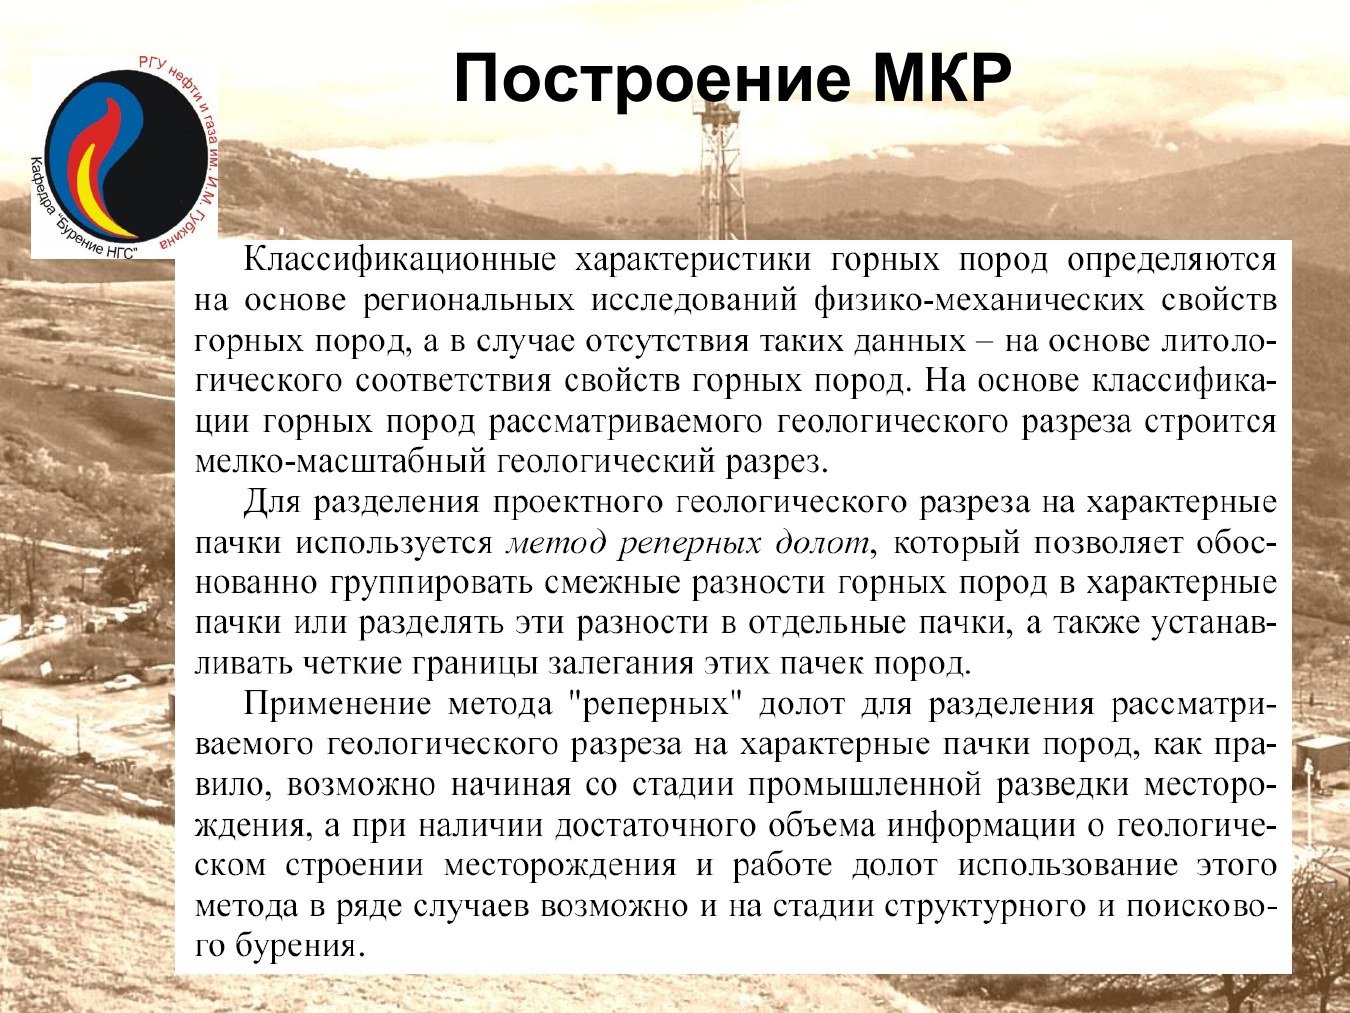 Построение МКР
РГУ нефти и газа им. И.М. Губкина
Кафедра "Бурение НГС"
Классификационные характеристики горных пород определяются
на основе региональных исследований физико-механических свойств
горных пород, а в случае отсутствия таких данных – на основе литоло-
гического соответствия свойств горных пород. На основе классифика-
ции горных пород рассматриваемого геологического разреза строится
мелко-масштабный геологический разрез.
Для разделения проектного геологического разреза на характерные
пачки используется метод реперных долот, который позволяет обос-
нованно группировать смежные разности горных пород в характерные
пачки или разделять эти разности в отдельные пачки, а также устанав-
ливать четкие границы залегания этих пачек пород.
Применение метода "реперных" долот для разделения рассматри-
ваемого геологического разреза на характерные пачки пород, как пра-
вило, возможно начиная со стадии промышленной разведки месторо-
ждения, а при наличии достаточного объема информации о геологиче-
ском строении месторождения и работе долот использование этого
метода в ряде случаев возможно и на стадии структурного и поисково-
го бурения.